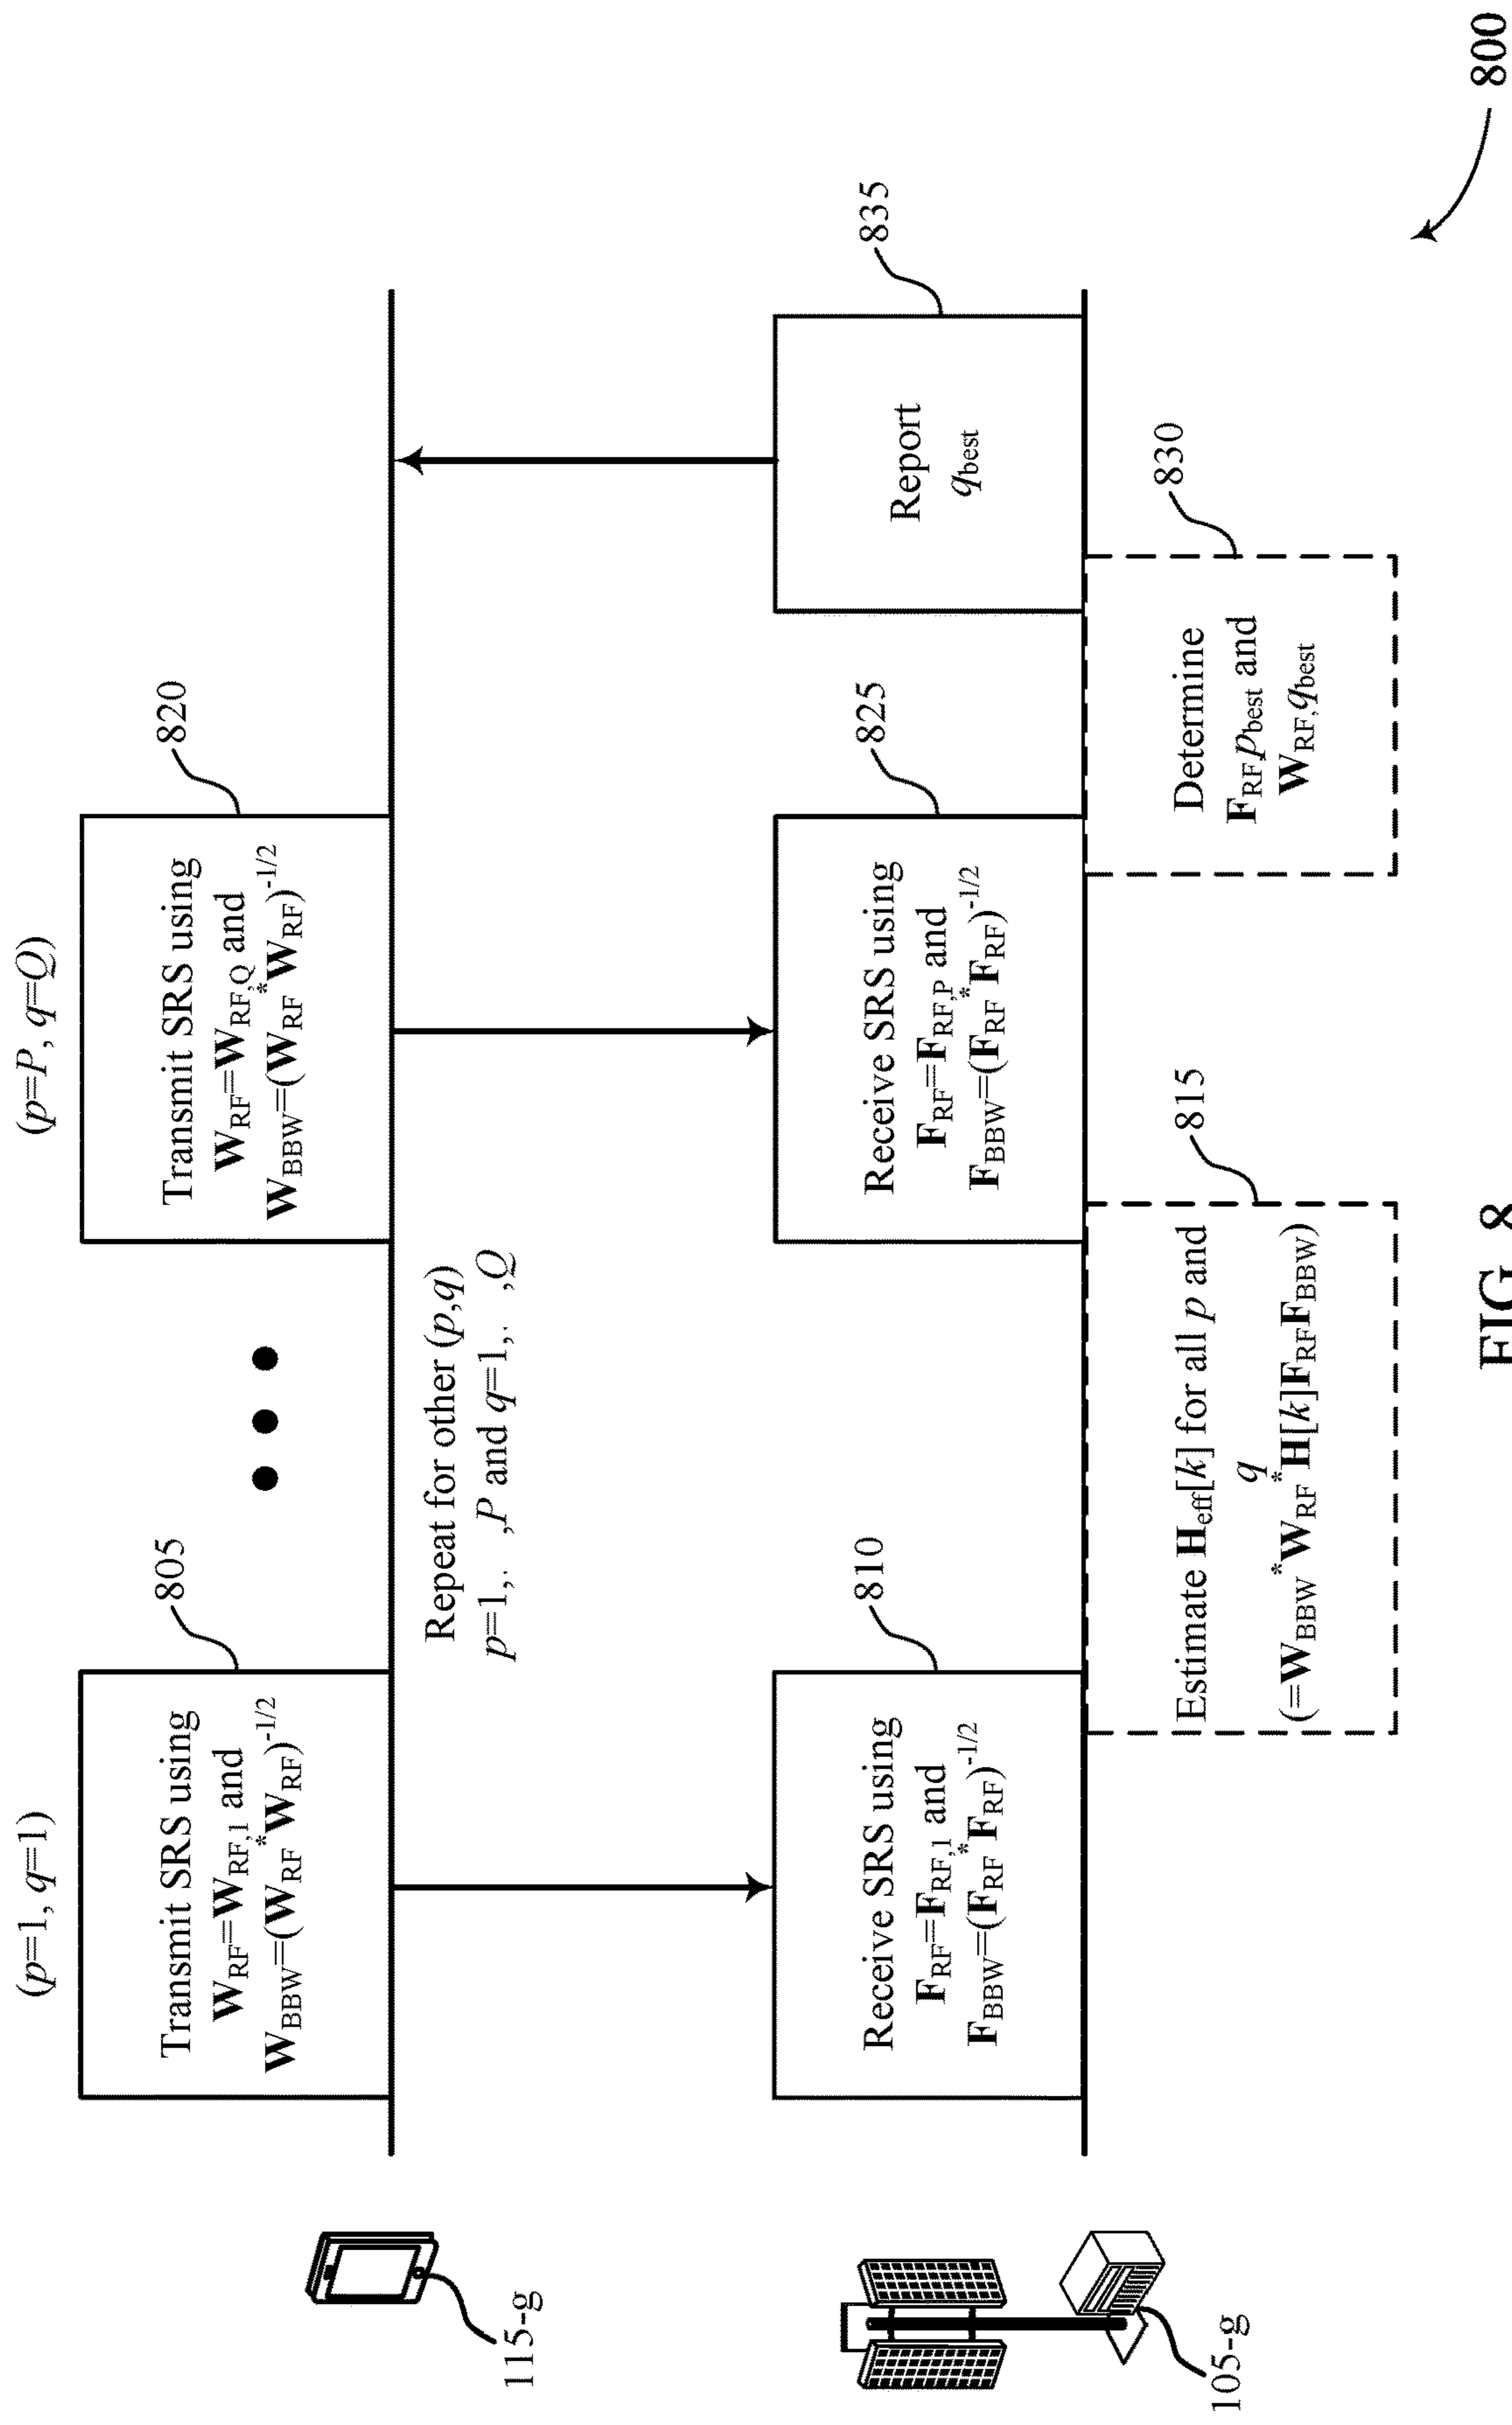 (p=1, q=1)
805
Transmit SRS using
W_RF=W_RF,1 and
W_BBW=(W_RF^* W_RF)^-1/2
(p=P, q=Q)
820
Transmit SRS using
W_RF=W_RF,Q and
W_BBW=(W_RF^* W_RF)^-1/2
115-g
Repeat for other (p,q)
p=1,. ,P and q=1,. ,Q
810
Receive SRS using
F_RF=F_RF,1 and
F_BBW=(F_RF^* F_RF)^-1/2
825
Receive SRS using
F_RF=F_RF,P and
F_BBW=(F_RF^* F_RF)^-1/2
835
Report
q_best
105-g
815
Estimate H_eff[k] for all p and
q
(=W_BBW^*W_RF^*H[k]F_RFF_BBW)
830
Determine
F_RF,p_best and
W_RF,q_best
FIG. 8
800